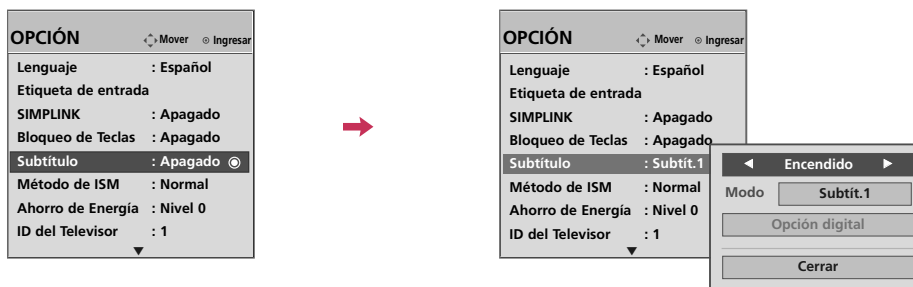 OPCIÓN Mover Ingresar
Lenguaje : Español
Etiqueta de entrada
SIMPLINK : Apagado
Bloqueo de Teclas : Apagado
Subtítulo : Apagado
Método de ISM : Normal
Ahorro de Energía : Nivel 0
ID del Televisor : 1
OPCIÓN Mover Ingresar
Lenguaje : Español
Etiqueta de entrada
SIMPLINK : Apagado
Bloqueo de Teclas : Apagado
Subtítulo : Subtít.1
Método de ISM : Normal
Ahorro de Energía : Nivel 0
ID del Televisor : 1
Encendido
Modo Subtít.1
Opción digital
Cerrar